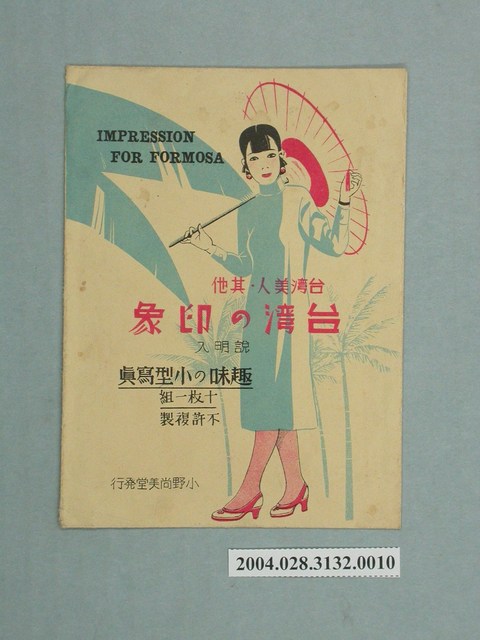 IMPRESSION
FOR FORMOSA
台湾美人・其他
台湾の印象
說明入
趣味の小型寫眞
十枚一組
不許複製
小野尚美堂発行
2004.028.3132.0010